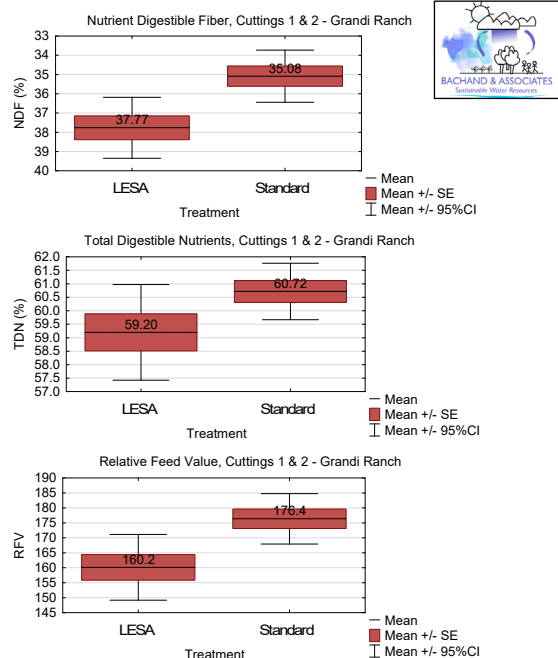 Nutrient Digestible Fiber, Cuttings 1 & 2 - Grandi Ranch
33
34
35
36
37
38
39
40
NDF (%)
37.77
35.08
LESA
Standard
Treatment
Mean
Mean +/- SE
Mean +/- 95%CI
BACHAND & ASSOCIATES
Sustainable Water Resources
Total Digestible Nutrients, Cuttings 1 & 2 - Grandi Ranch
62.0
61.5
61.0
60.5
60.0
59.5
59.0
58.5
58.0
57.5
57.0
TDN (%)
59.20
60.72
LESA
Standard
Treatment
Mean
Mean +/- SE
Mean +/- 95%CI
Relative Feed Value, Cuttings 1 & 2 - Grandi Ranch
190
185
180
175
170
165
160
155
150
145
RFV
160.2
176.4
LESA
Standard
Treatment
Mean
Mean +/- SE
Mean +/- 95%CI